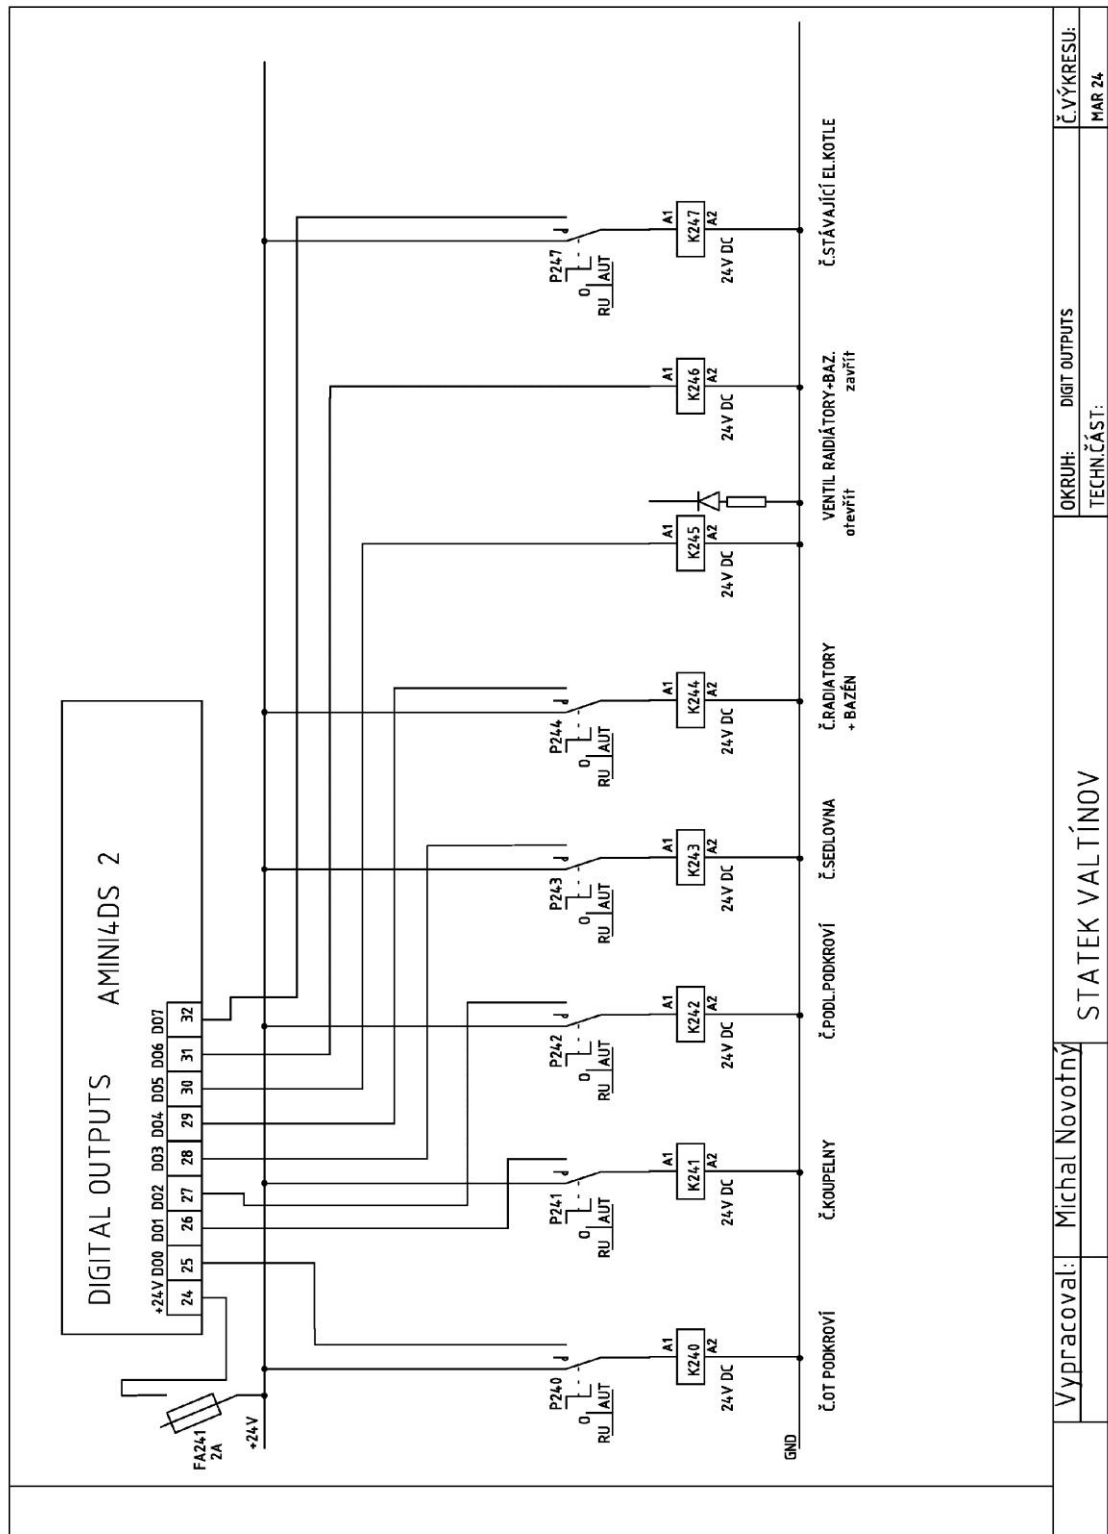 DIGITAL OUTPUTS AMINI4DS 2
+24V DO0 DO1 DO2 DO3 DO4 DO5 DO6 DO7
24 25 26 27 28 29 30 31 32
FA241
2A
+24V
P240
0
RU AUT
P241
0
RU AUT
P242
0
RU AUT
P243
0
RU AUT
P244
0
RU AUT
P247
0
RU AUT
A1
K240
A2
24V DC
A1
K241
A2
24V DC
A1
K242
A2
24V DC
A1
K243
A2
24V DC
A1
K244
A2
24V DC
A1
K245
A2
24V DC
A1
K246
A2
24V DC
A1
K247
A2
24V DC
GND
Č.OT PODKROVÍ
Č.KOUPELNY
Č.PODL.PODKROVÍ
Č.SEDLOVNA
Č.RADIATORY
+ BAZÉN
VENTIL RAIDIÁTORY+BAZ.
otevřít zavřít
Č.STÁVAJÍCÍ EL.KOTLE
Vypracoval: Michal Novotný
STATEK VALTÍNOV
OKRUH: DIGIT OUTPUTS
TECHN.ČÁST:
Č.VÝKRESU:
MAR 24